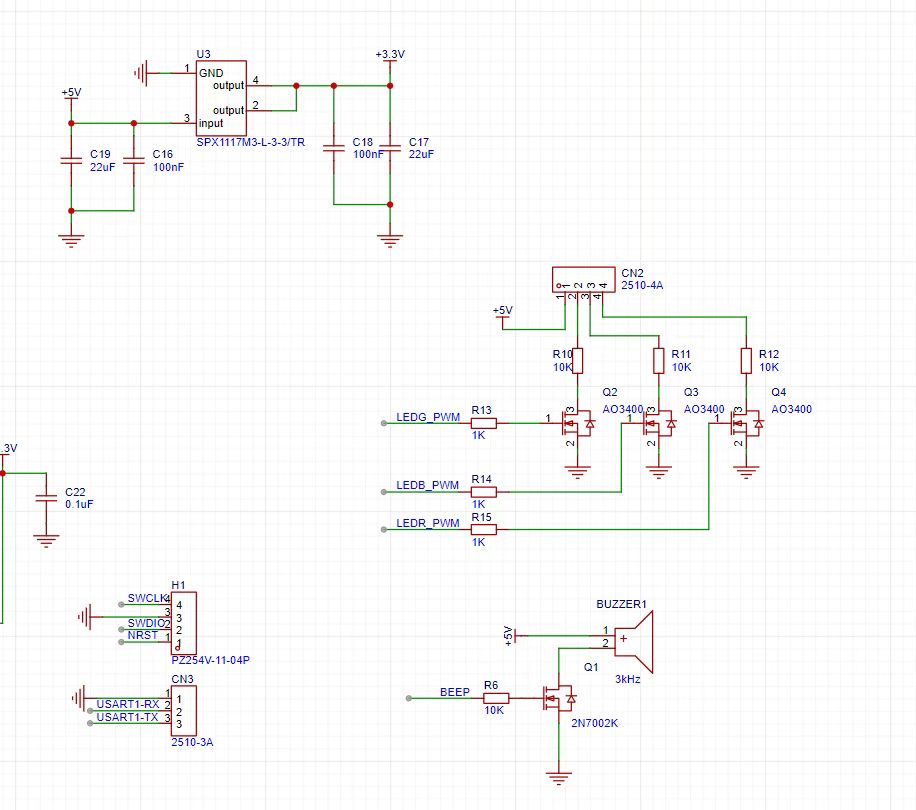 U3
+3.3V
1
GND
output
4
+5V
output
2
3
input
SPX1117M3-L-3-3/TR
C19
22uF
C16
100nF
C18
100nF
C17
22uF
CN2
2510-4A
1
2
3
4
1
2
3
4
+5V
R10
10K
R11
10K
R12
10K
Q2
AO3400
Q3
AO3400
Q4
AO3400
LEDG_PWM
R13
1K
1
3
2
1
3
2
1
3
2
.3V
C22
0.1uF
LEDB_PWM
R14
1K
LEDR_PWM
R15
1K
H1
SWCLK
4
4
3
3
SWDIO
2
2
NRST
1
1
PZ254V-11-04P
CN3
1
1
USART1-RX
2
2
USART1-TX
3
3
2510-3A
BUZZER1
+5V
1
+
2
3kHz
Q1
BEEP
R6
10K
2N7002K